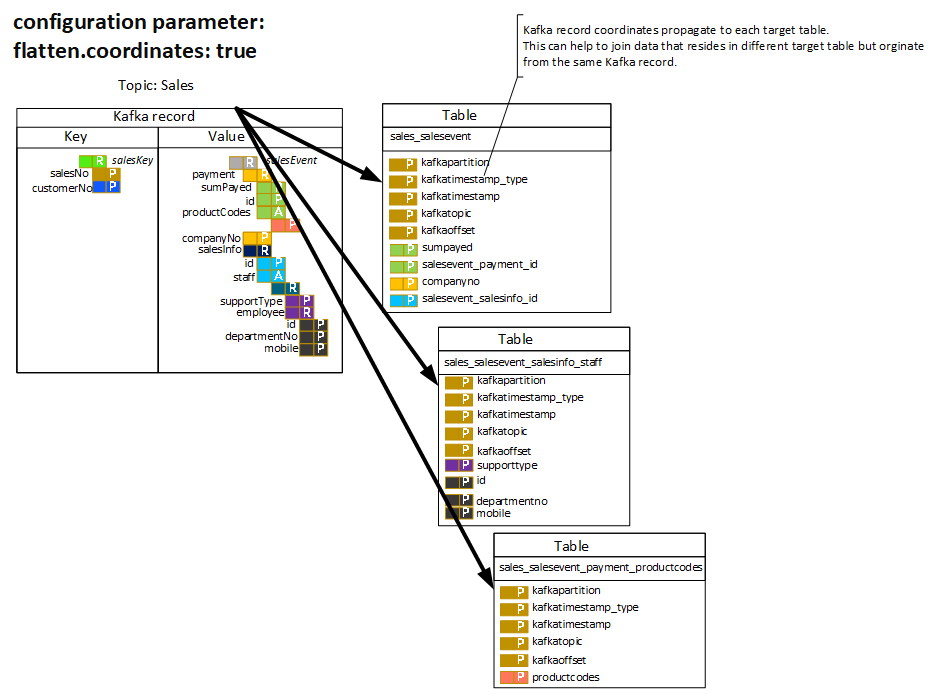 configuration parameter:
flatten.coordinates: true
Kafka record coordinates propagate to each target table.
This can help to join data that resides in different target table but orginate
from the same Kafka record.
Topic: Sales
Kafka record
Key
Value
R salesKey
salesNo P
customerNo P
R salesEvent
payment R
sumPayed P
id P
productCodes A
P
companyNo P
salesInfo R
id P
staff A
R
supportType P
employee R
id P
departmentNo P
mobile P
Table
sales_salesevent
P kafkapartition
P kafkatimestamp_type
P kafkatimestamp
P kafkatopic
P kafkaoffset
P sumpayed
P salesevent_payment_id
P companyno
P salesevent_salesinfo_id
Table
sales_salesevent_salesinfo_staff
P kafkapartition
P kafkatimestamp_type
P kafkatimestamp
P kafkatopic
P kafkaoffset
P supporttype
P id
P departmentno
P mobile
Table
sales_salesevent_payment_productcodes
P kafkapartition
P kafkatimestamp_type
P kafkatimestamp
P kafkatopic
P kafkaoffset
P productcodes